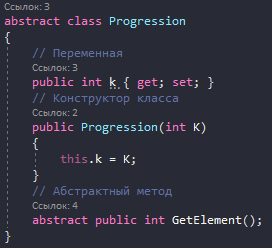 Ссылок: 3
abstract class Progression
{
// Переменная
Ссылок: 3
public int k { get; set; }
// Конструктор класса
Ссылок: 2
public Progression(int K)
{
this.k = K;
}
// Абстрактный метод
Ссылок: 4
abstract public int GetElement();
}